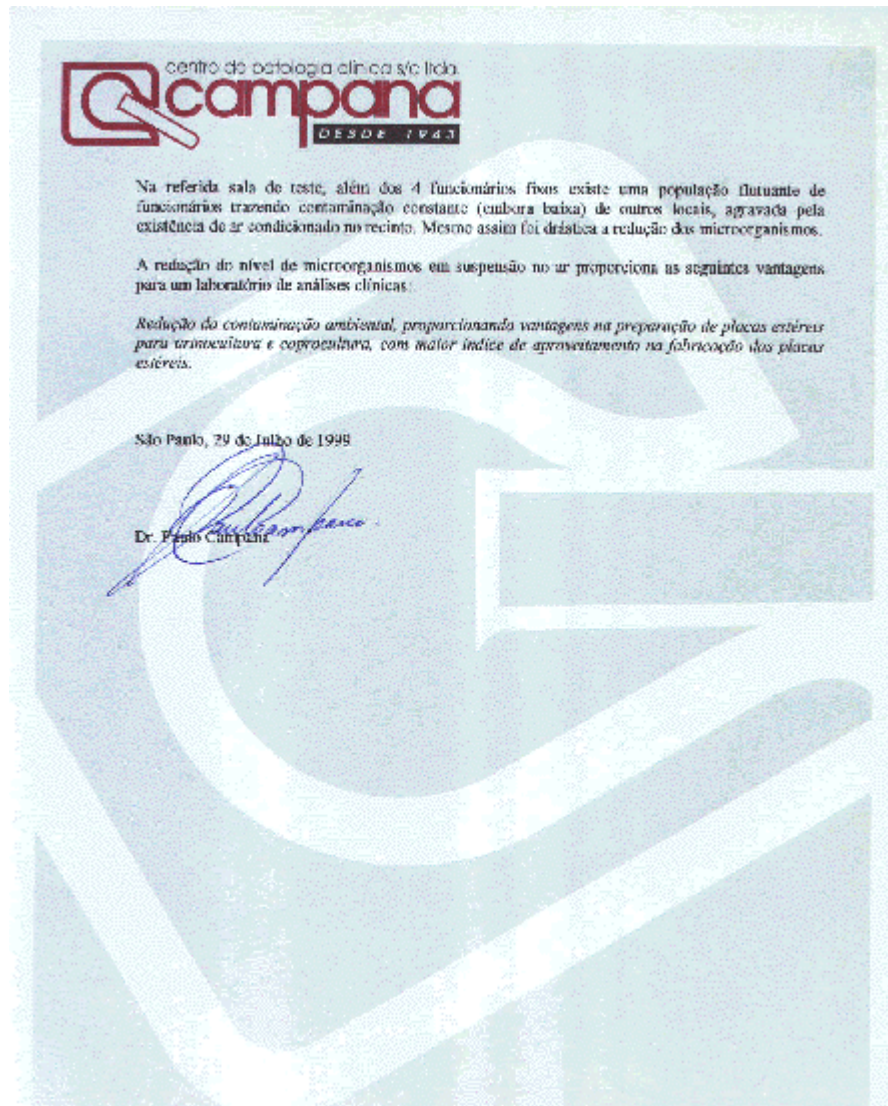 centro de patologia clínica s/c ltda.
campana
DESDE 1943
Na referida sala de teste, além dos 4 funcionários fixos existe uma população flutuante de
funcionários trazendo contaminação constante (embora baixa) de outros locais, agravada pela
existência de ar condicionado no recinto. Mesmo assim foi drástica a redução dos microorganismos.
A redução do nível de microorganismos em suspensão no ar proporciona as seguintes vantagens
para um laboratório de análises clínicas:
Redução da contaminação ambiental, proporcionando vantagens na preparação de placas estéreis
para urinocultura e coprocultura, com maior índice de aproveitamento na fabricação das placas
estéreis.
São Paulo, 29 de Julho de 1999
Dr. Paulo Campana